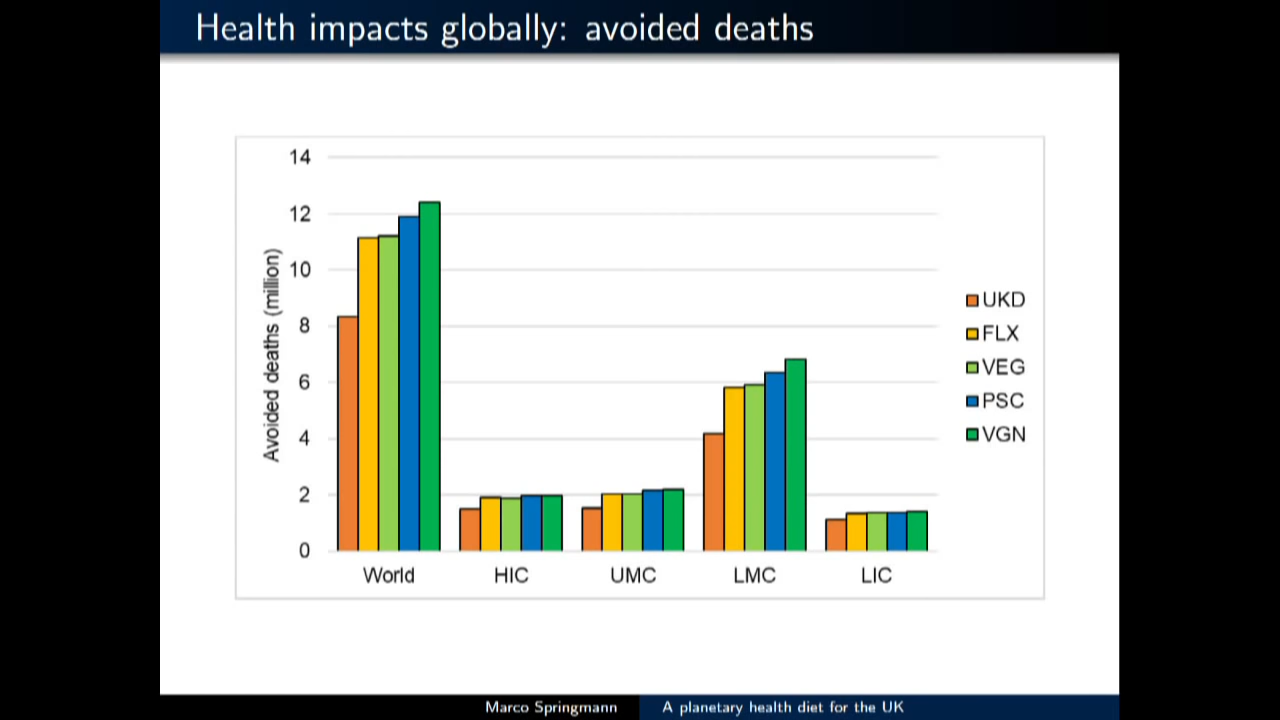 Health impacts globally: avoided deaths
14
12
10
8
6
4
2
0
Avoided deaths (million)
World HIC UMC LMC LIC
UKD
FLX
VEG
PSC
VGN
Marco Springmann A planetary health diet for the UK